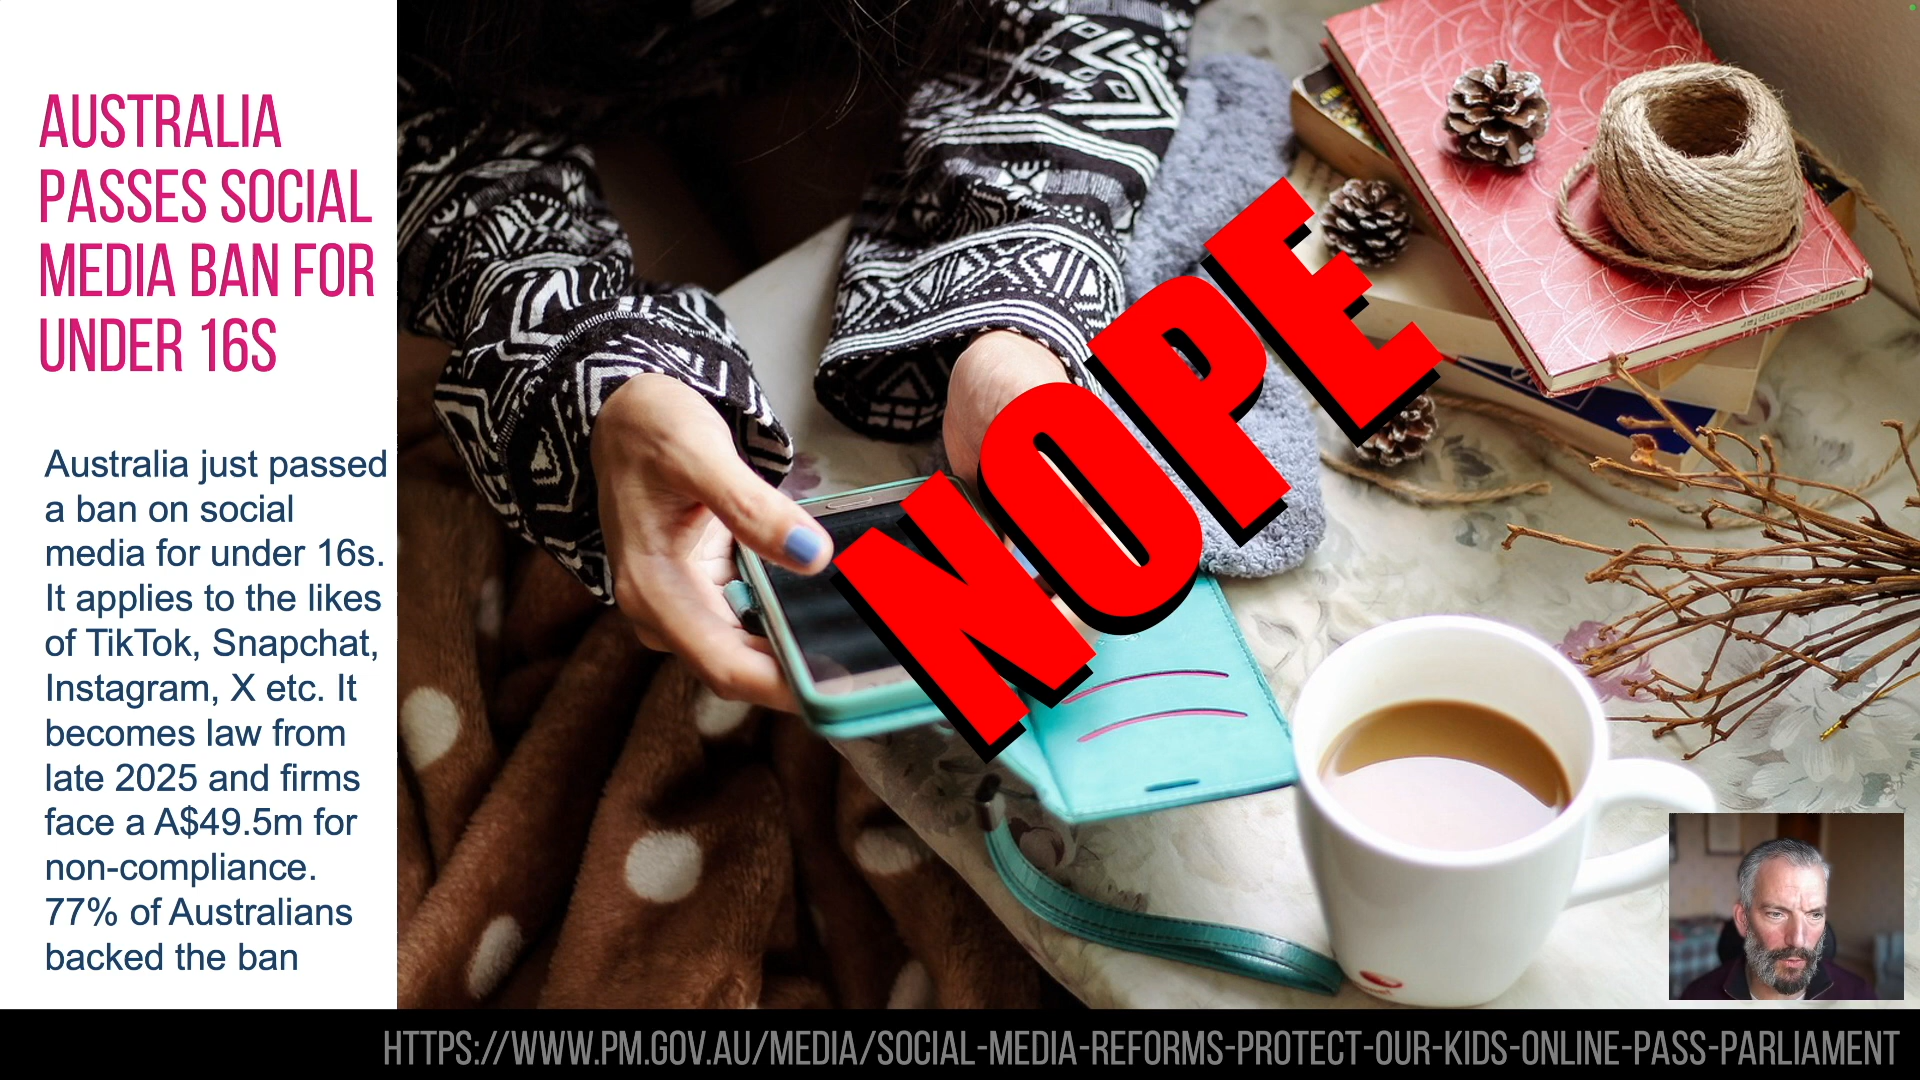 AUSTRALIA
PASSES SOCIAL
MEDIA BAN FOR
UNDER 16S
Australia just passed
a ban on social
media for under 16s.
It applies to the likes
of TikTok, Snapchat,
Instagram, X etc. It
becomes law from
late 2025 and firms
face a A$49.5m for
non-compliance.
77% of Australians
backed the ban
NOPE
Mängelexemplar
HTTPS://WWW.PM.GOV.AU/MEDIA/SOCIAL-MEDIA-REFORMS-PROTECT-OUR-KIDS-ONLINE-PASS-PARLIAMENT